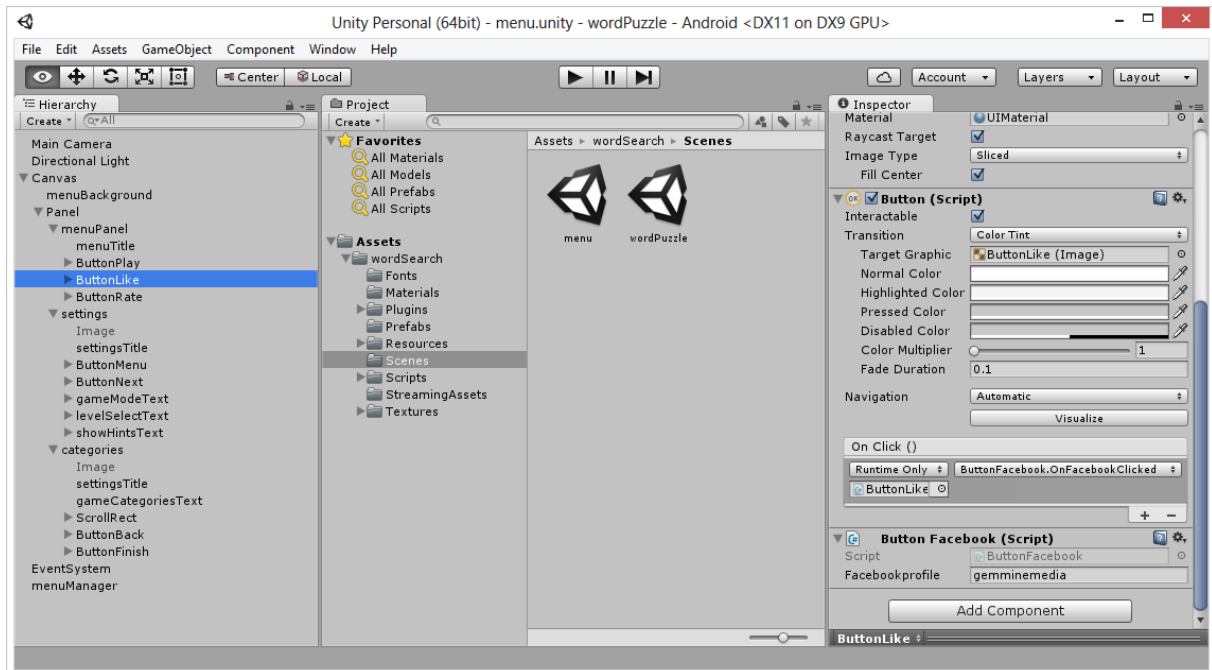 Unity Personal (64bit) - menu.unity - wordPuzzle - Android <DX11 on DX9 GPU>
File Edit Assets GameObject Component Window Help
Center Local Account Layers Layout
Hierarchy
Create All
Main Camera
Directional Light
Canvas
menuBackground
Panel
menuPanel
menuTitle
ButtonPlay
ButtonLike
ButtonRate
settings
Image
settingsTitle
ButtonMenu
ButtonNext
gameModeText
levelSelectText
showHintsText
categories
Image
settingsTitle
gameCategoriesText
ScrollRect
ButtonBack
ButtonFinish
EventSystem
menuManager
Project
Create
Favorites
All Materials
All Models
All Prefabs
All Scripts
Assets
wordSearch
Fonts
Materials
Plugins
Prefabs
Resources
Scenes
Scripts
StreamingAssets
Textures
Assets wordSearch Scenes
menu wordPuzzle
Inspector
Material UIMaterial
Raycast Target
Image Type Sliced
Fill Center
OK Button (Script)
Interactable
Transition Color Tint
Target Graphic ButtonLike (Image)
Normal Color
Highlighted Color
Pressed Color
Disabled Color
Color Multiplier 1
Fade Duration 0.1
Navigation Automatic
Visualize
On Click ()
Runtime Only ButtonFacebook.OnFacebookClicked
ButtonLike
+ -
C# Button Facebook (Script)
Script ButtonFacebook
Facebookprofile gemminemedia
Add Component
ButtonLike